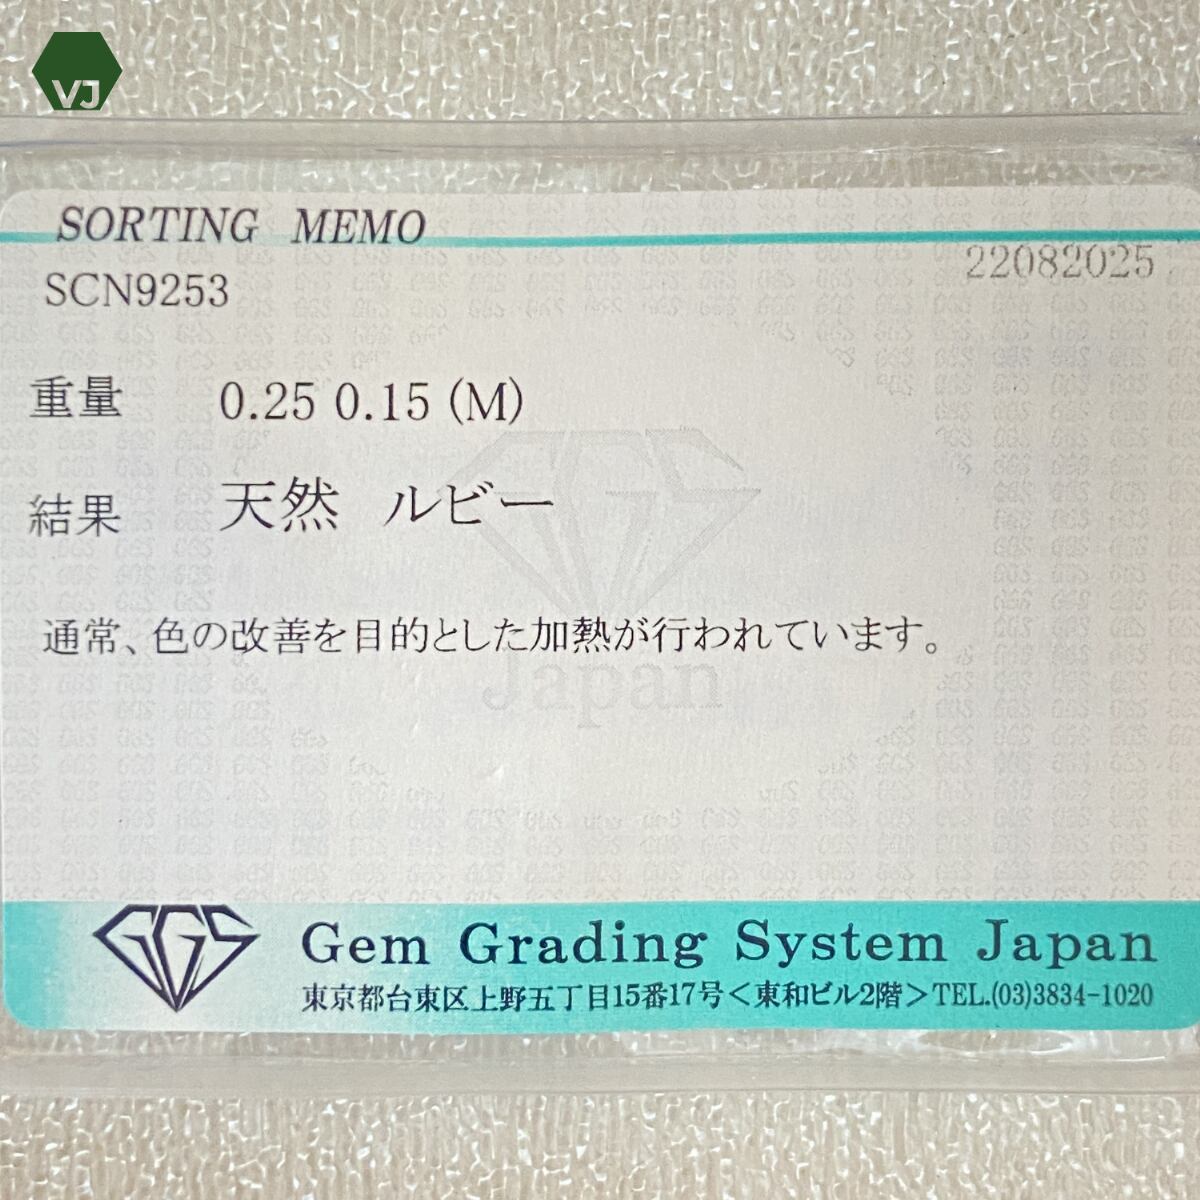 VJ
SORTING MEMO
22082025
SCN9253
重量 0.25 0.15 (M)
結果 天然 ルビー
通常、色の改善を目的とした加熱が行われています。
GGS
Japan
GGS
Gem Grading System Japan
東京都台東区上野五丁目15番17号＜東和ビル2階＞TEL.(03)3834-1020